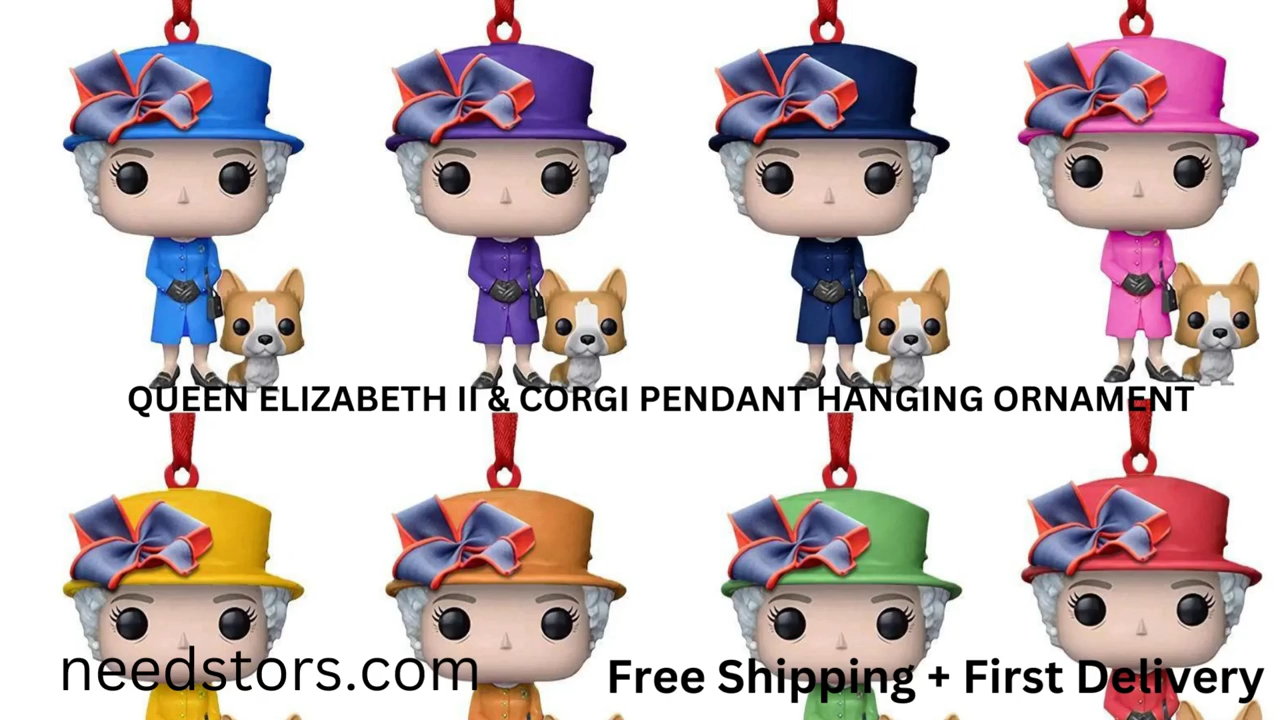 QUEEN ELIZABETH II & CORGI PENDANT HANGING ORNAMENT
needstors.com
Free Shipping + First Delivery